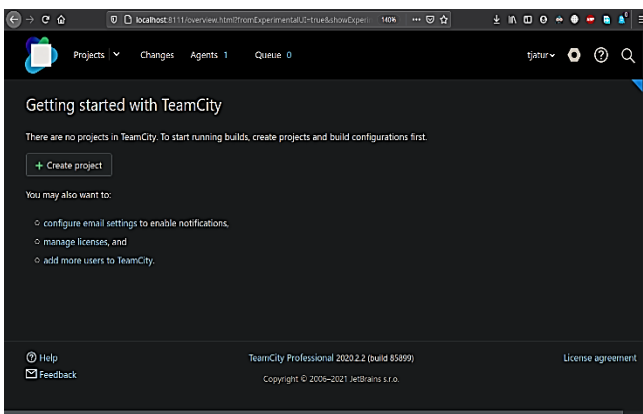 localhost:8111/overview.html?fromExperimentalUI=true&showExperi 140%
Projects Changes Agents 1 Queue 0 tjatur
Getting started with TeamCity
There are no projects in TeamCity. To start running builds, create projects and build configurations first.
+ Create project
You may also want to:
configure email settings to enable notifications,
manage licenses, and
add more users to TeamCity.
Help TeamCity Professional 2020.2.2 (build 85899) License agreement
Feedback Copyright © 2006–2021 JetBrains s.r.o.